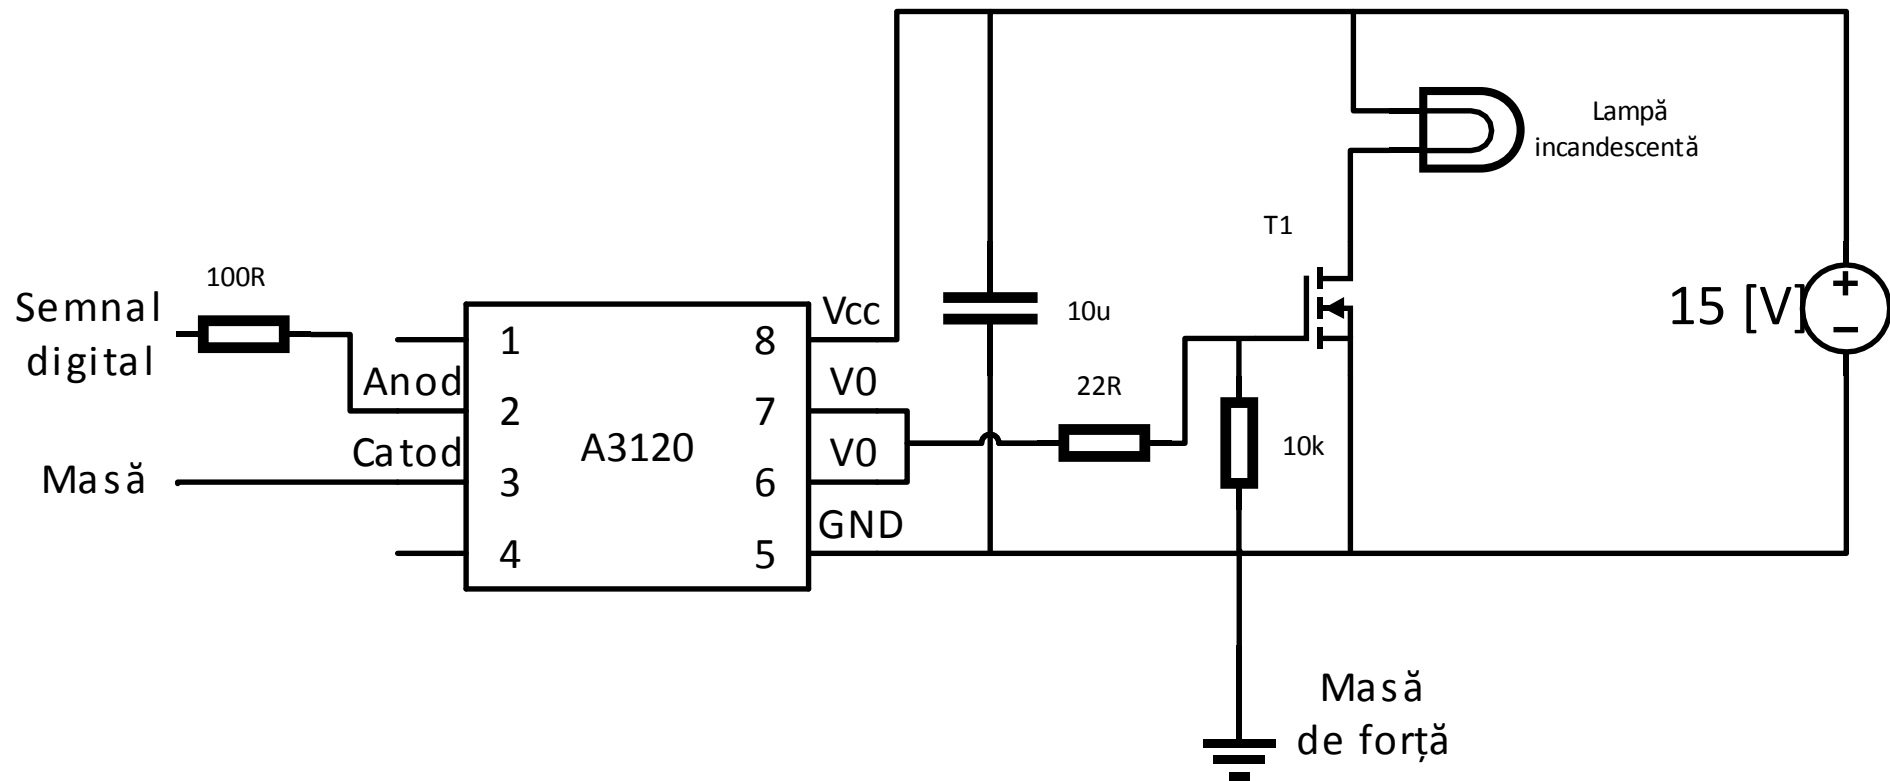 Semnal
digital
100R
Anod
Catod
Masă
1
2
3
4
A3120
8
7
6
5
Vcc
V0
V0
GND
10u
22R
10k
T1
Lampă
incandescentă
15 [V]
Masă
de forță